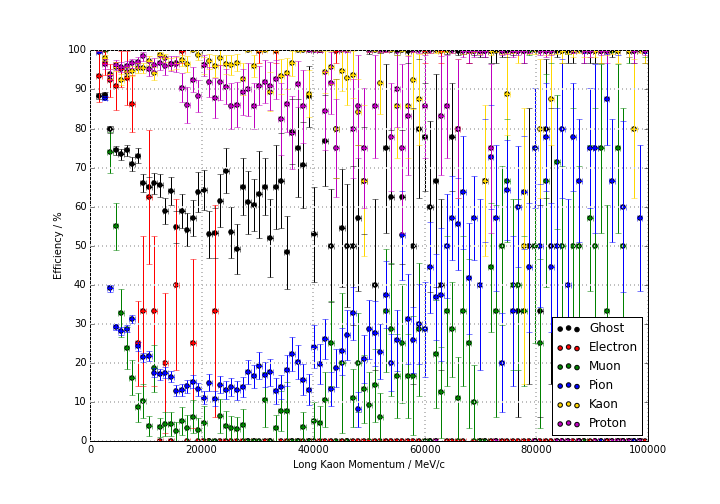 100
90
80
70
60
50
40
30
20
10
0
Efficiency / %
0 20000 40000 60000 80000 100000
Long Kaon Momentum / MeV/c
Ghost
Electron
Muon
Pion
Kaon
Proton